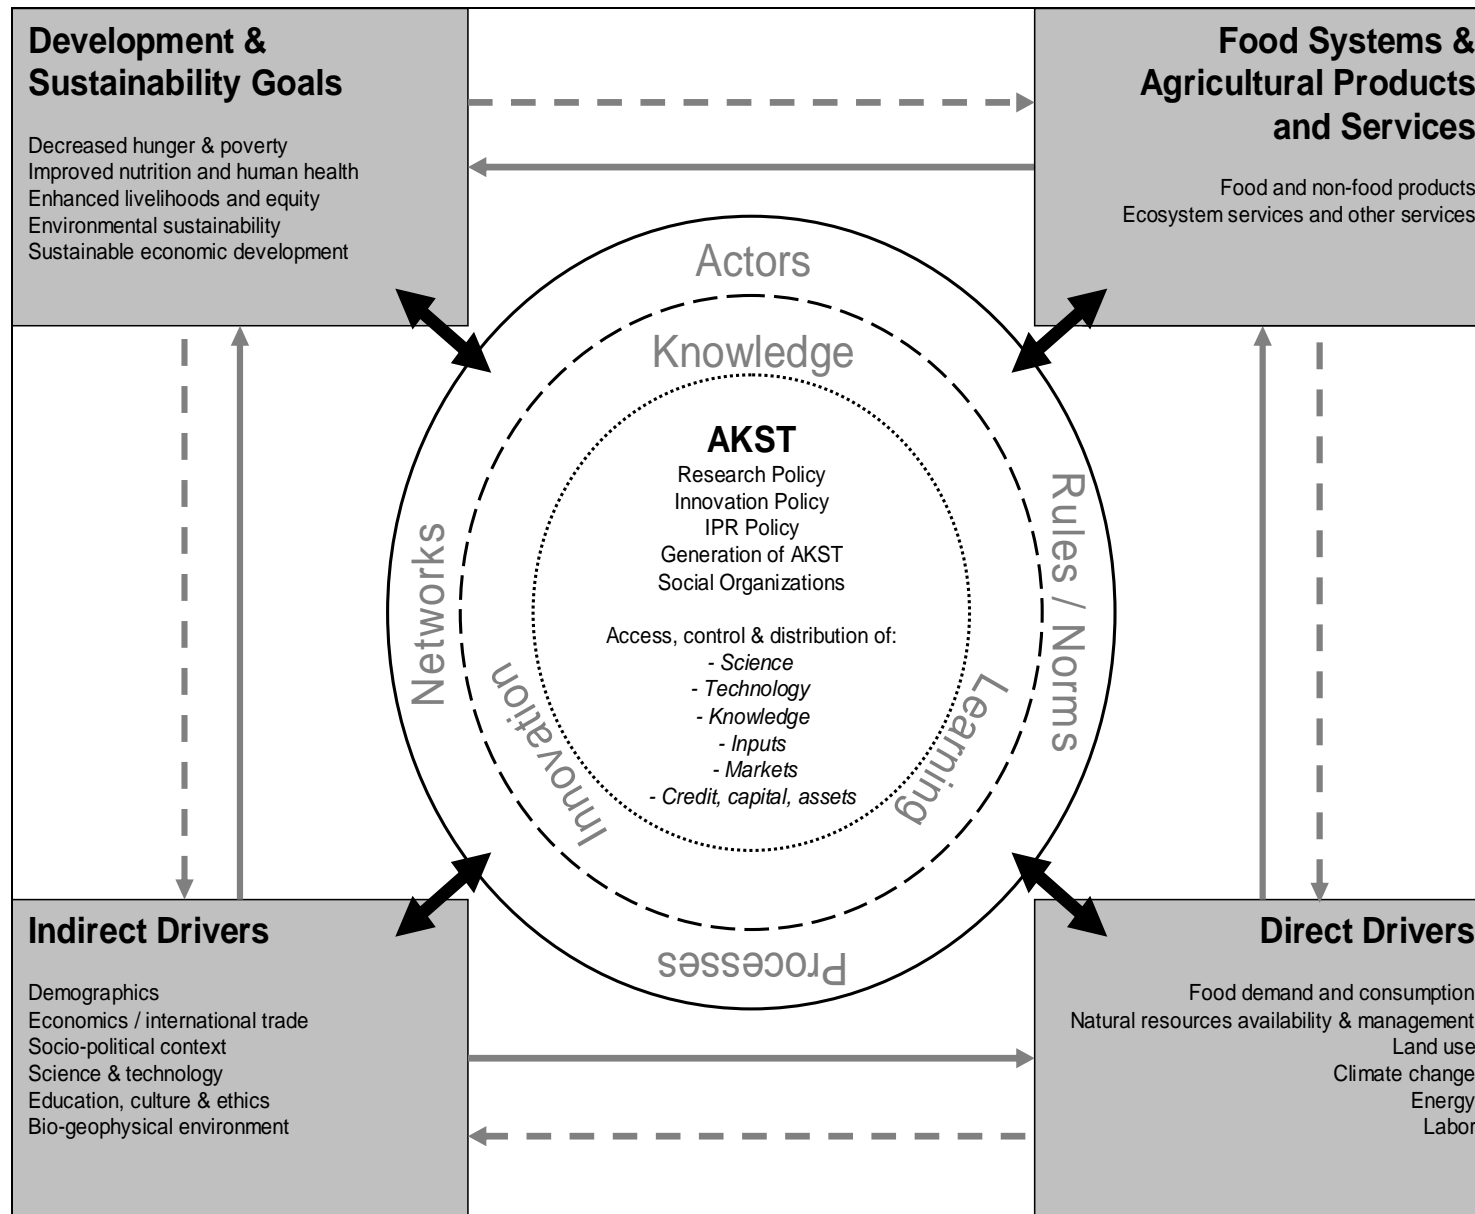 Development &
Sustainability Goals
Decreased hunger & poverty
Improved nutrition and human health
Enhanced livelihoods and equity
Environmental sustainability
Sustainable economic development
Food Systems &
Agricultural Products
and Services
Food and non-food products
Ecosystem services and other services
Actors
Knowledge
AKST
Research Policy
Innovation Policy
IPR Policy
Generation of AKST
Social Organizations
Access, control & distribution of:
- Science
- Technology
- Knowledge
- Inputs
- Markets
- Credit, capital, assets
Networks
Innovation
Learning
Rules / Norms
Processes
Indirect Drivers
Demographics
Economics / international trade
Socio-political context
Science & technology
Education, culture & ethics
Bio-geophysical environment
Direct Drivers
Food demand and consumption
Natural resources availability & management
Land use
Climate change
Energy
Labor